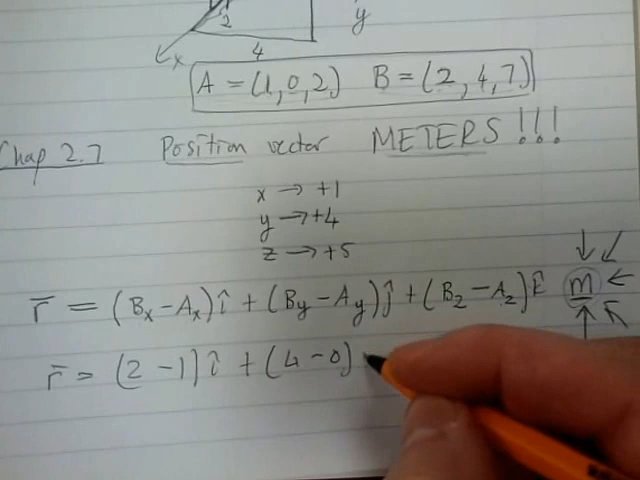 2
y
x
4
A = (1, 0, 2) B = (2, 4, 7)
Chap 2.7 Position vector METERS!!!
x → +1
y → +4
z → +5
r̄ = (Bx − Ax)î + (By − Ay)ĵ + (Bz − Az)k̂ m
r̄ = (2 − 1)î + (4 − 0)